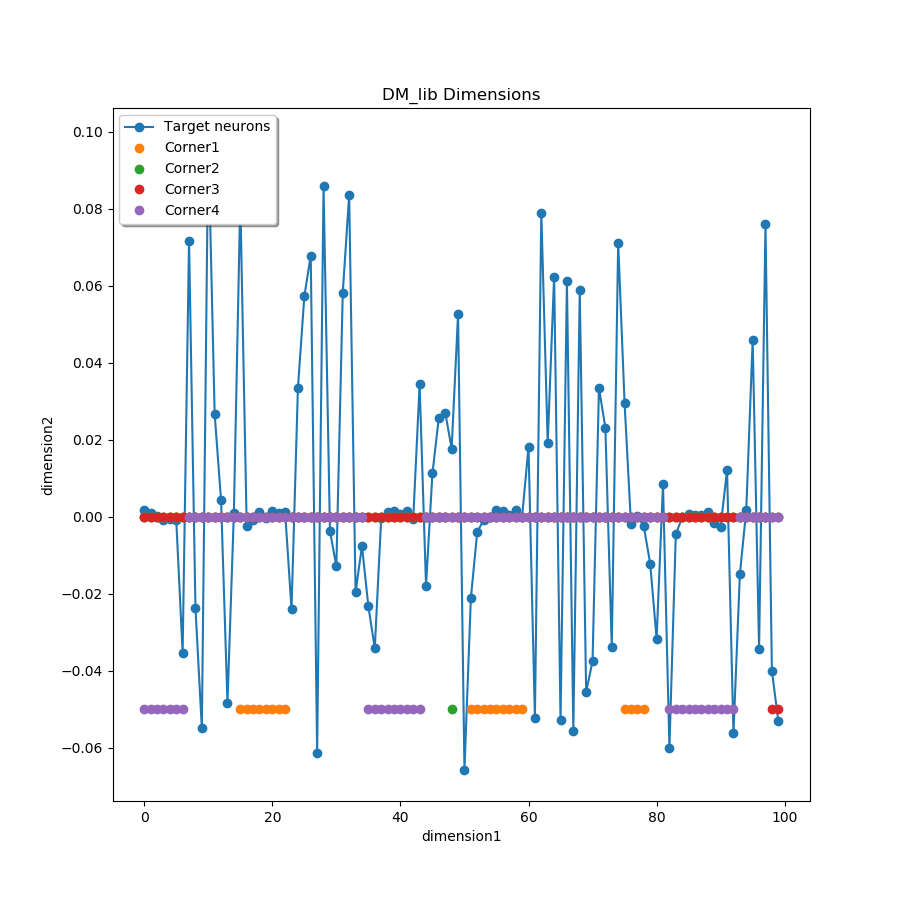 DM_lib Dimensions
Target neurons
Corner1
Corner2
Corner3
Corner4
0.10
0.08
0.06
0.04
0.02
0.00
−0.02
−0.04
−0.06
dimension2
0 20 40 60 80 100
dimension1